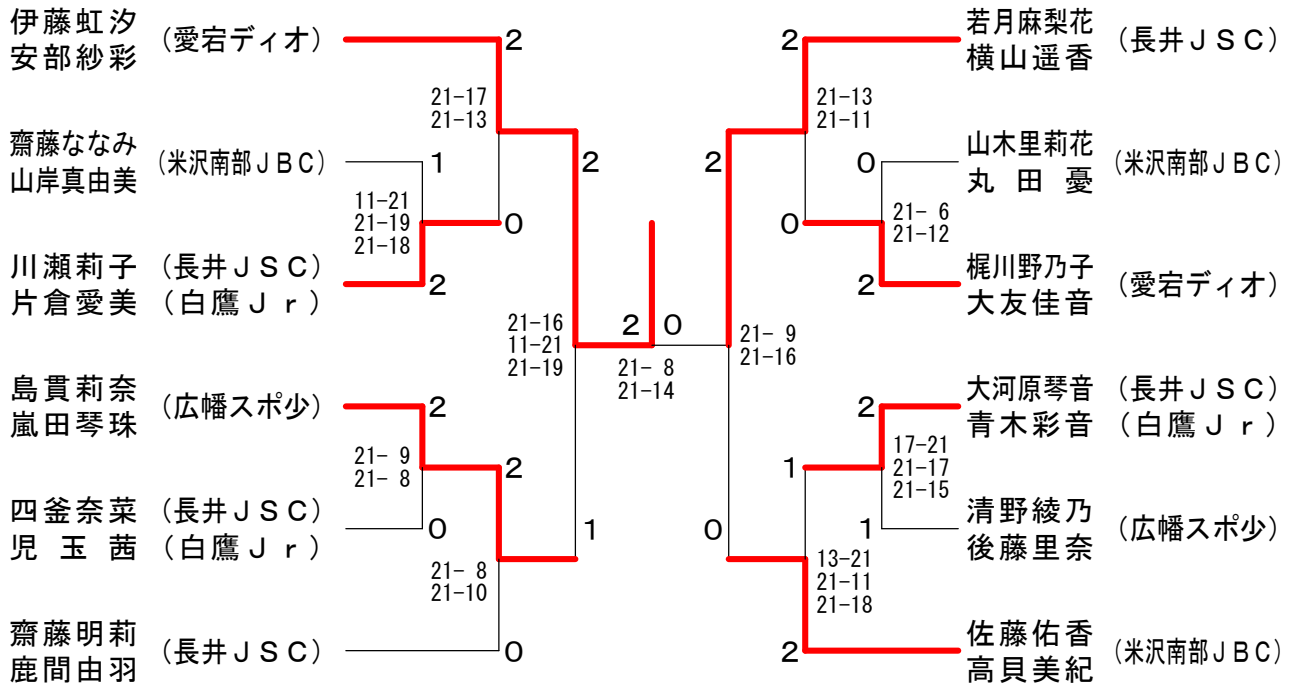 伊藤虹汐
安部紗彩
（愛宕ディオ）
2
21-17
21-13
齋藤ななみ
山岸真由美
（米沢南部ＪＢＣ）
1
11-21
21-19
21-18
0
川瀬莉子
片倉愛美
（長井ＪＳＣ）
（白鷹Ｊｒ）
2
2
21-16
11-21
21-19
島貫莉奈
嵐田琴珠
（広幡スポ少）
2
21- 9
21- 8
2
四釜奈菜
児玉茜
（長井ＪＳＣ）
（白鷹Ｊｒ）
0
1
21- 8
21-10
齋藤明莉
鹿間由羽
（長井ＪＳＣ）
0
2 0
21- 8
21-14
2
若月麻梨花
横山遥香
（長井ＪＳＣ）
21-13
21-11
2
0
山木里莉花
丸田憂
（米沢南部ＪＢＣ）
0
21- 6
21-12
2
梶川野乃子
大友佳音
（愛宕ディオ）
21- 9
21-16
2
大河原琴音
青木彩音
（長井ＪＳＣ）
（白鷹Ｊｒ）
1
17-21
21-17
21-15
0
1
清野綾乃
後藤里奈
（広幡スポ少）
13-21
21-11
21-18
2
佐藤佑香
高貝美紀
（米沢南部ＪＢＣ）